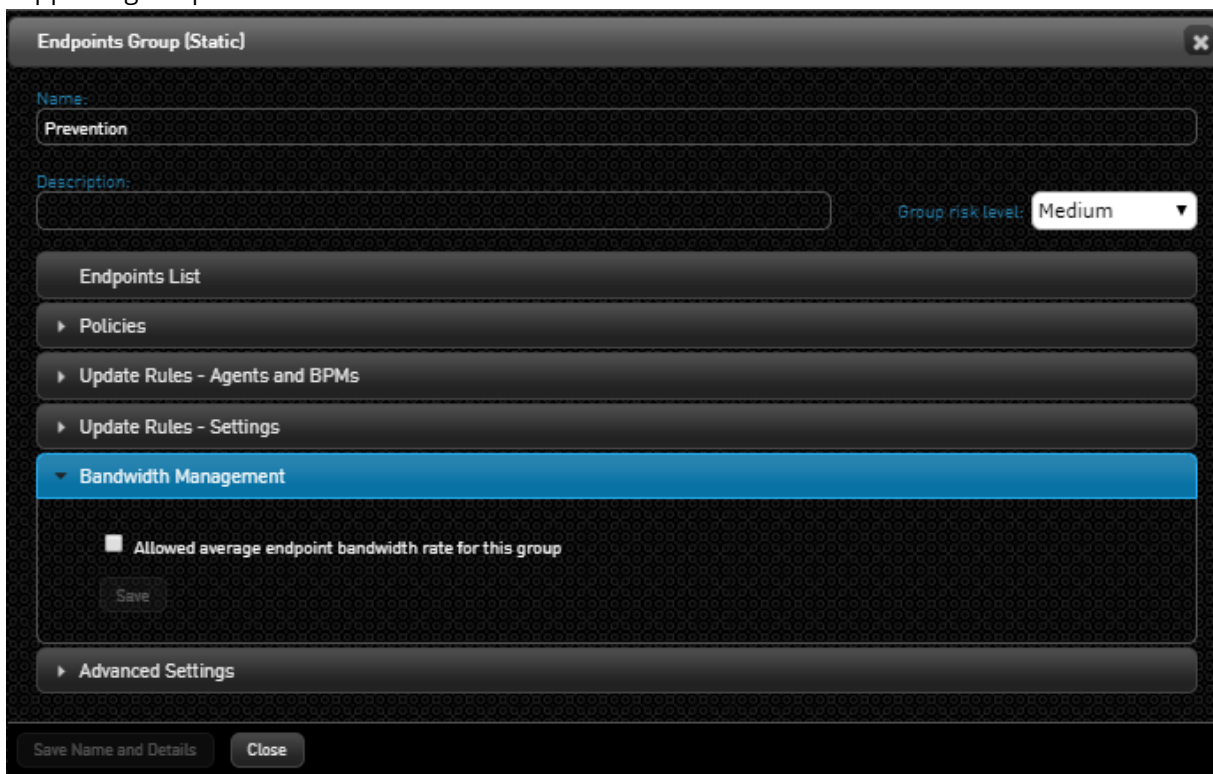 Endpoints Group (Static)
Name:
Prevention
Description:
Group risk level: Medium
Endpoints List
Policies
Update Rules - Agents and BPMs
Update Rules - Settings
Bandwidth Management
Allowed average endpoint bandwidth rate for this group
Save
Advanced Settings
Save Name and Details Close